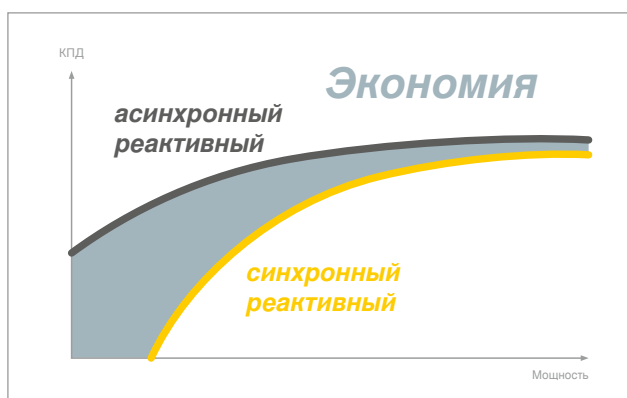 КПД
Экономия
асинхронный
реактивный
синхронный
реактивный
Мощность